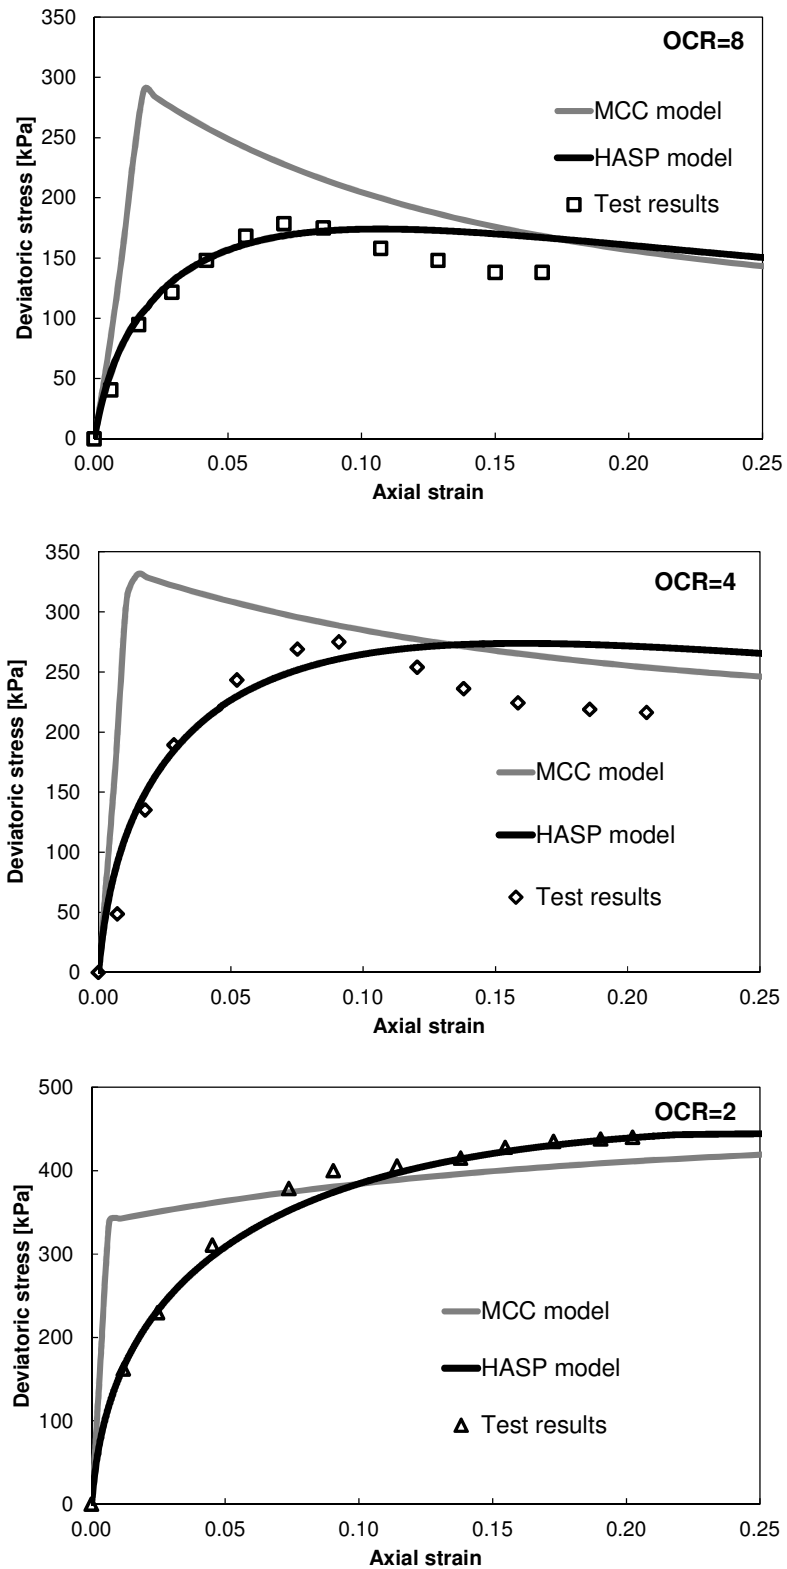 350
OCR=8
300
MCC model
250
HASP model
200
Test results
150
100
50
0
Deviatoric stress [kPa]
0.00 0.05 0.10 0.15 0.20 0.25
Axial strain
350
OCR=4
300
250
200
MCC model
150
HASP model
100
Test results
50
0
Deviatoric stress [kPa]
0.00 0.05 0.10 0.15 0.20 0.25
Axial strain
500
OCR=2
400
300
MCC model
200
HASP model
100
Test results
0
Deviatoric stress [kPa]
0.00 0.05 0.10 0.15 0.20 0.25
Axial strain